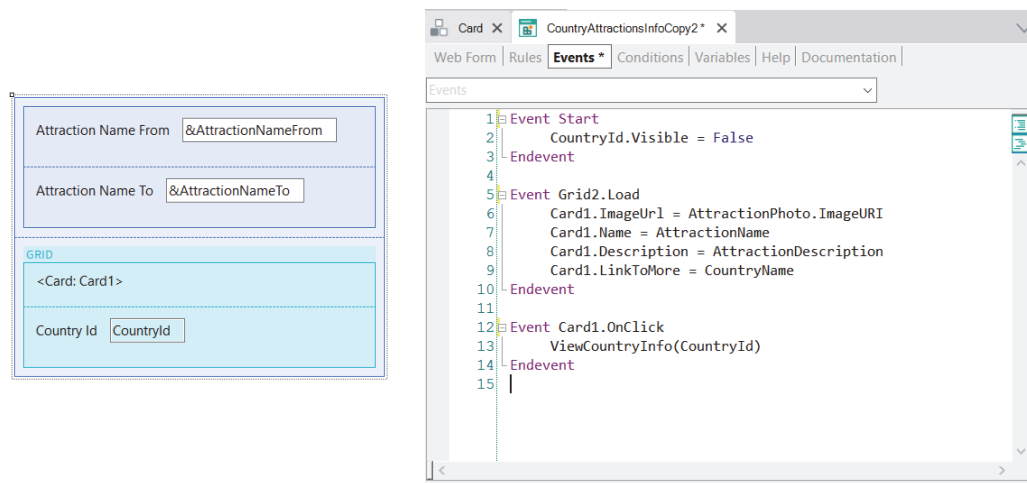 Attraction Name From &AttractionNameFrom
Attraction Name To &AttractionNameTo
GRID
<Card: Card1>
Country Id CountryId
Card CountryAttractionsInfoCopy2 *
Web Form Rules Events * Conditions Variables Help Documentation
Events
1 Event Start
2 CountryId.Visible = False
3 Endevent
4
5 Event Grid2.Load
6 Card1.ImageUrl = AttractionPhoto.ImageURI
7 Card1.Name = AttractionName
8 Card1.Description = AttractionDescription
9 Card1.LinkToMore = CountryName
10 Endevent
11
12 Event Card1.OnClick
13 ViewCountryInfo(CountryId)
14 Endevent
15